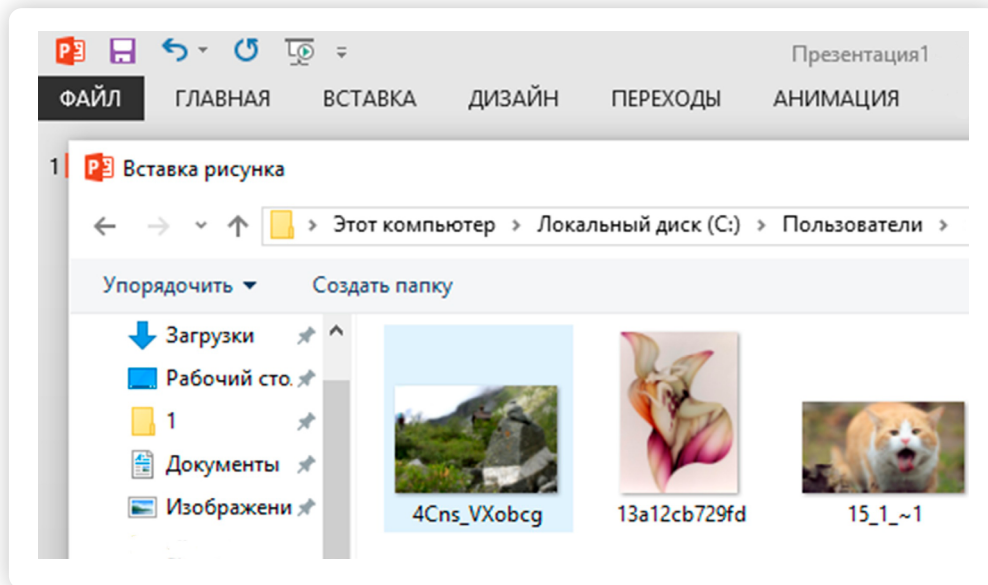 Презентация1
ФАЙЛ ГЛАВНАЯ ВСТАВКА ДИЗАЙН ПЕРЕХОДЫ АНИМАЦИЯ
1 Вставка рисунка
Этот компьютер > Локальный диск (C:) > Пользователи >
Упорядочить Создать папку
Загрузки
Рабочий сто.
1
Документы
Изображени
4Cns_VXobcg 13a12cb729fd 15_1_~1